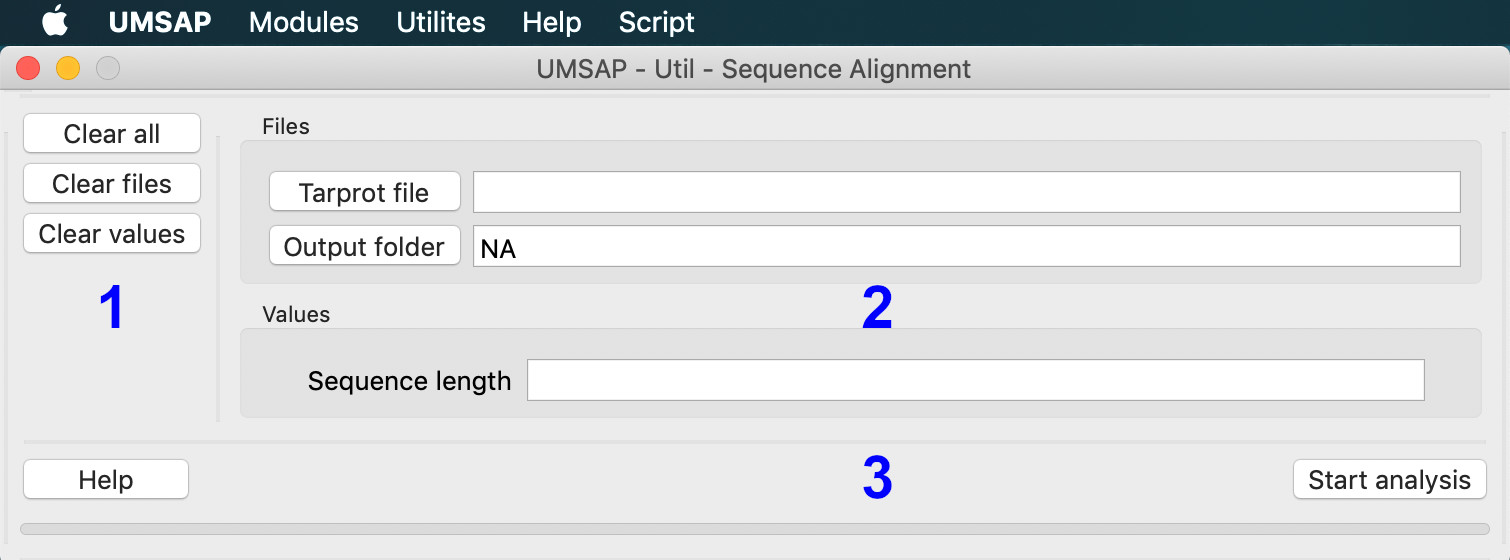 UMSAP Modules Utilites Help Script
UMSAP - Util - Sequence Alignment
Clear all
Clear files
Clear values
1
Files
Tarprot file
Output folder NA
2
Values
Sequence length
3
Help
Start analysis